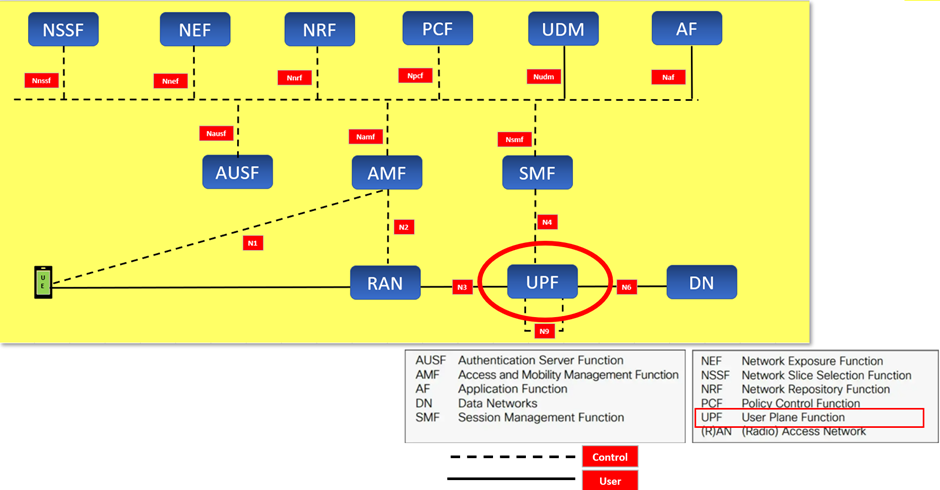 NSSF NEF NRF PCF UDM AF
Nnssf Nnef Nnrf Npcf Nudm Naf
Nausf Namf Nsmf
AUSF AMF SMF
N1 N2 N4
UE
RAN N3 UPF N6 DN
N9
AUSF Authentication Server Function
AMF Access and Mobility Management Function
AF Application Function
DN Data Networks
SMF Session Management Function
NEF Network Exposure Function
NSSF Network Slice Selection Function
NRF Network Repository Function
PCF Policy Control Function
UPF User Plane Function
(R)AN (Radio) Access Network
Control
User